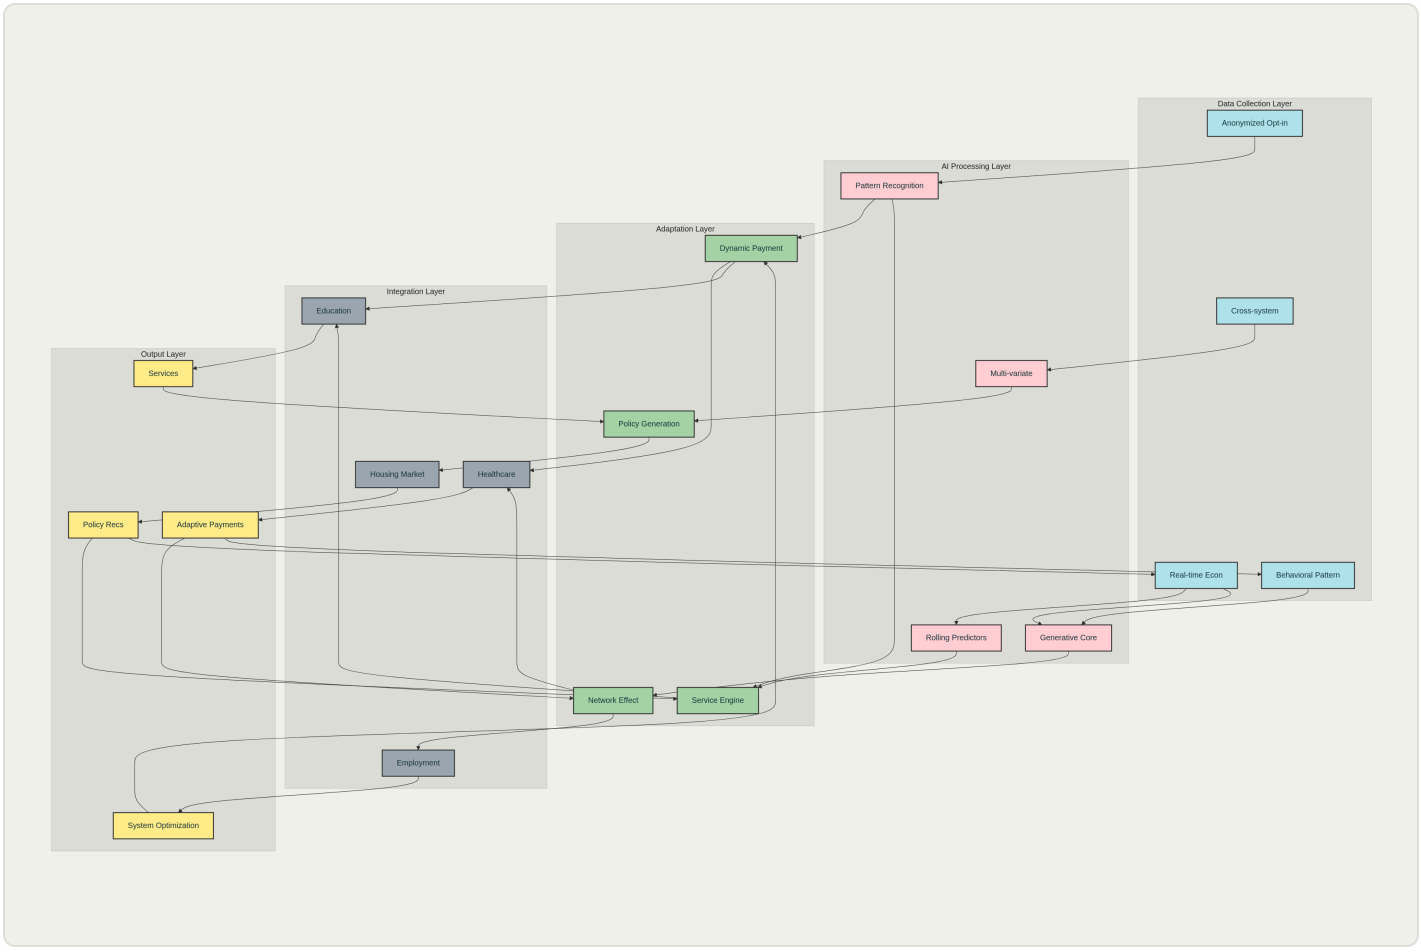 Data Collection Layer
Anonymized Opt-in
AI Processing Layer
Pattern Recognition
Adaptation Layer
Dynamic Payment
Integration Layer
Education
Cross-system
Output Layer
Services
Multi-variate
Policy Generation
Housing Market
Healthcare
Policy Recs
Adaptive Payments
Real-time Econ
Behavioral Pattern
Rolling Predictors
Generative Core
Network Effect
Service Engine
Employment
System Optimization